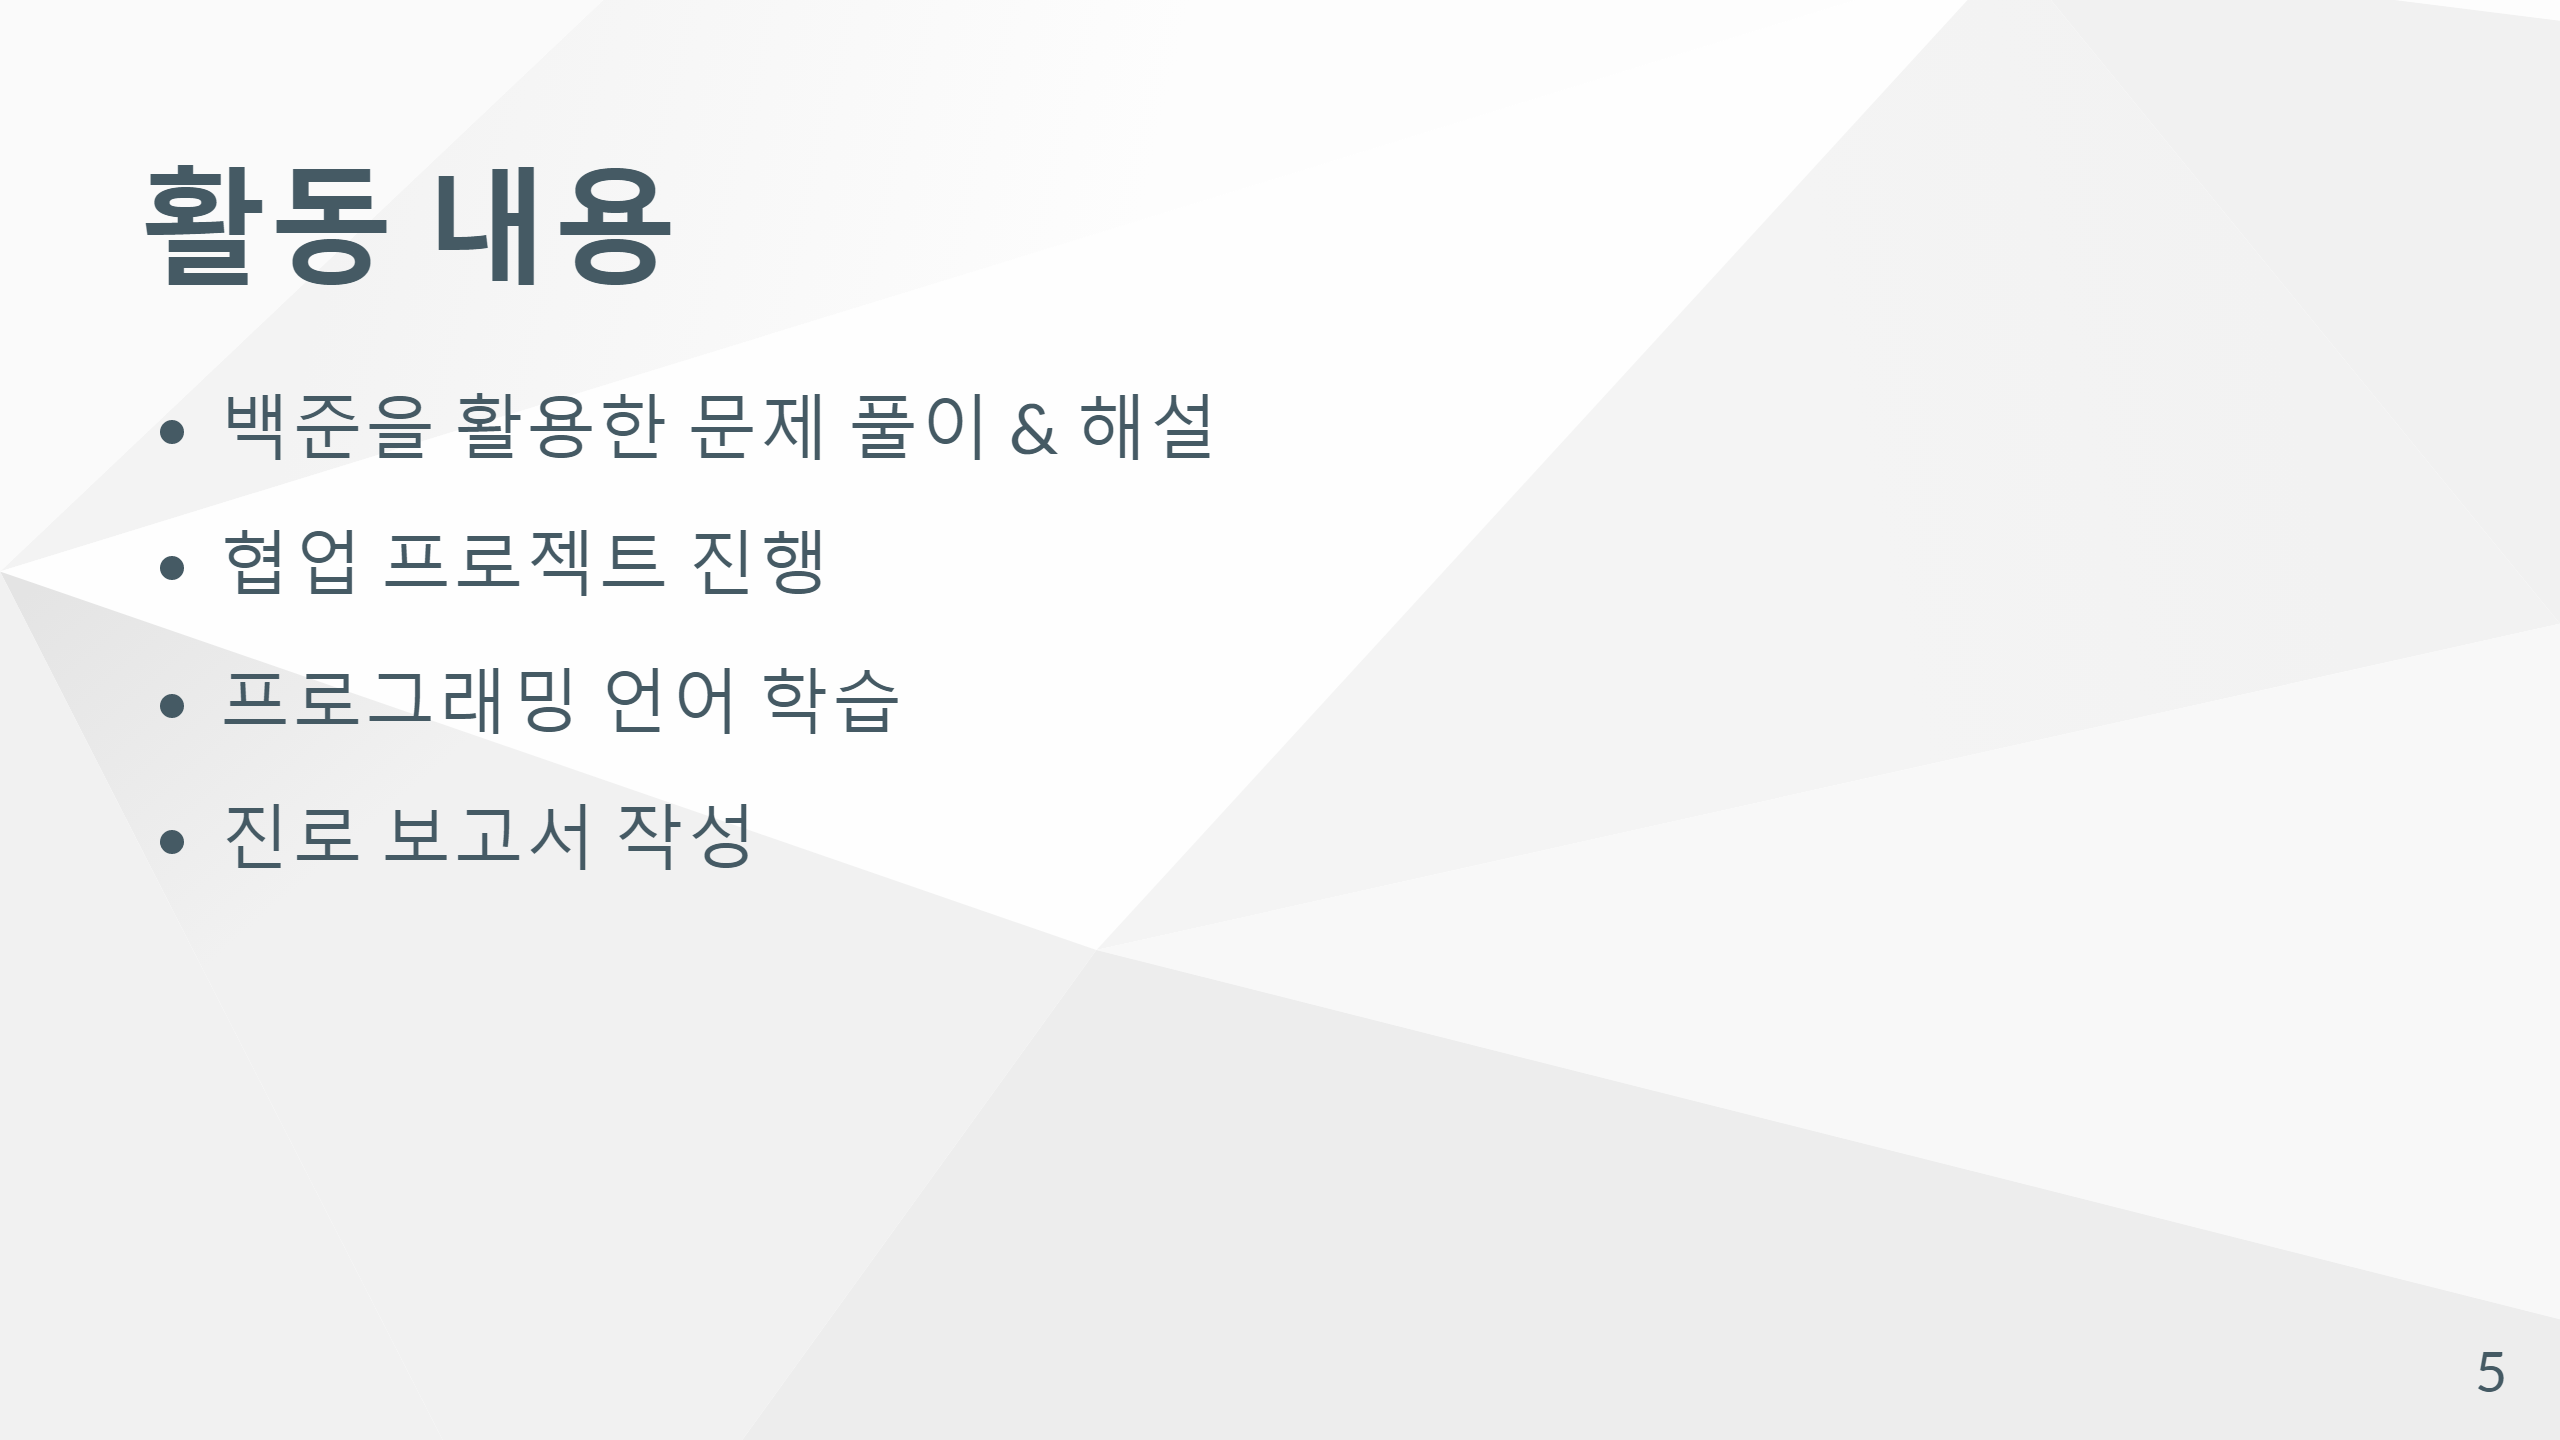 활동 내용
• 백준을 활용한 문제 풀이 & 해설
• 협업 프로젝트 진행
• 프로그래밍 언어 학습
• 진로 보고서 작성
5